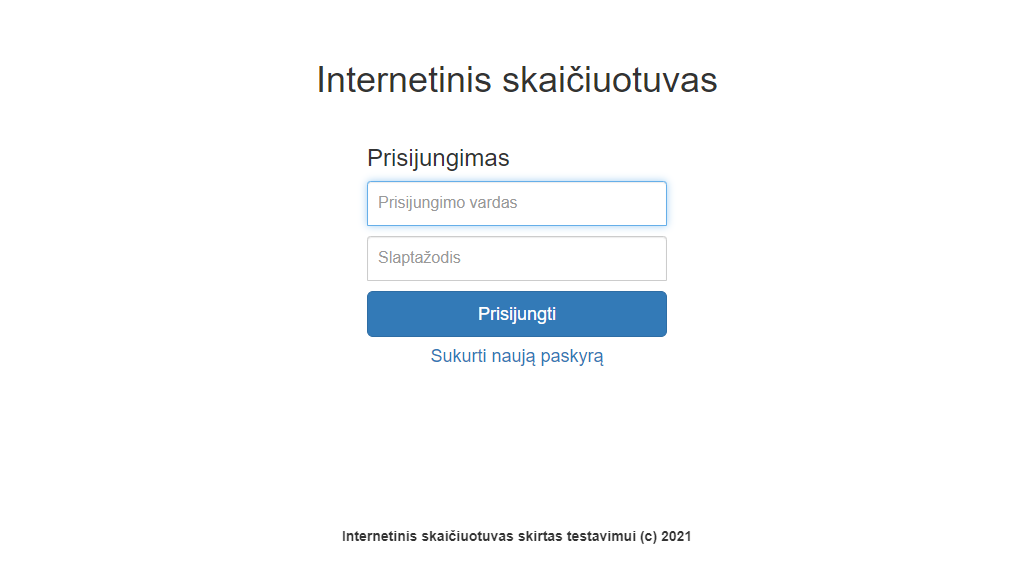 Internetinis skaičiuotuvas
Prisijungimas
Prisijungimo vardas
Slaptažodis
Prisijungti
Sukurti naują paskyrą
Internetinis skaičiuotuvas skirtas testavimui (c) 2021